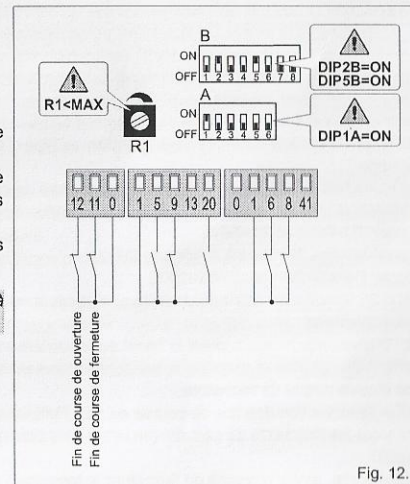 B
ON
OFF 1 2 3 4 5 6 7 8
DIP2B=ON
DIP5B=ON
R1<MAX
A
ON
OFF 1 2 3 4 5 6
DIP1A=ON
R1
12 11 0 1 5 9 13 20 0 1 6 8 41
Fin de course de ouverture
Fin de course de fermeture
Fig. 12.